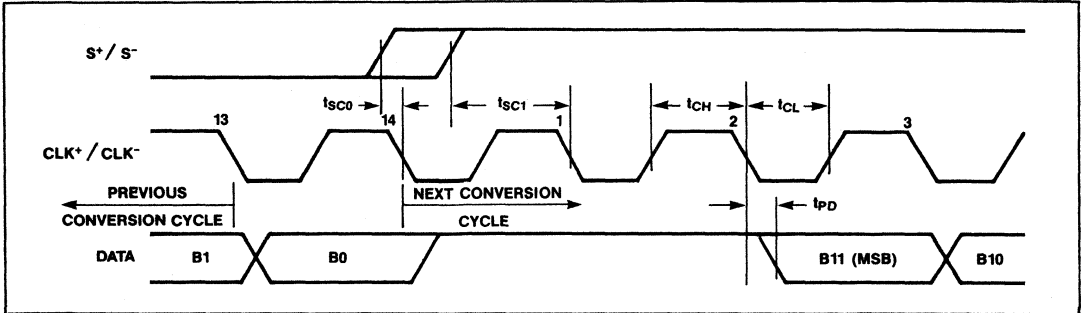 S+/S-
tSC0
tSC1
tCH
tCL
13
14
1
2
3
CLK+/CLK-
PREVIOUS
CONVERSION CYCLE
NEXT CONVERSION
CYCLE
tPD
DATA
B1
B0
B11 (MSB)
B10